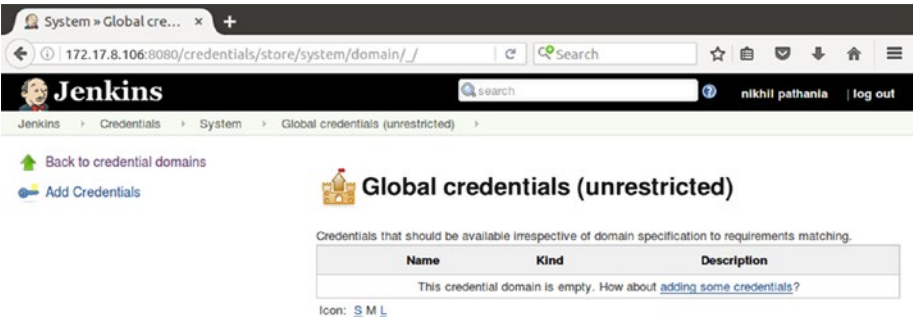 System » Global cre... × +
172.17.8.106:8080/credentials/store/system/domain/_/ Search
Jenkins search nikhil pathania | log out
Jenkins Credentials System Global credentials (unrestricted)
Back to credential domains
Add Credentials
Global credentials (unrestricted)
Credentials that should be available irrespective of domain specification to requirements matching.
Name Kind Description
This credential domain is empty. How about adding some credentials?
Icon: S M L